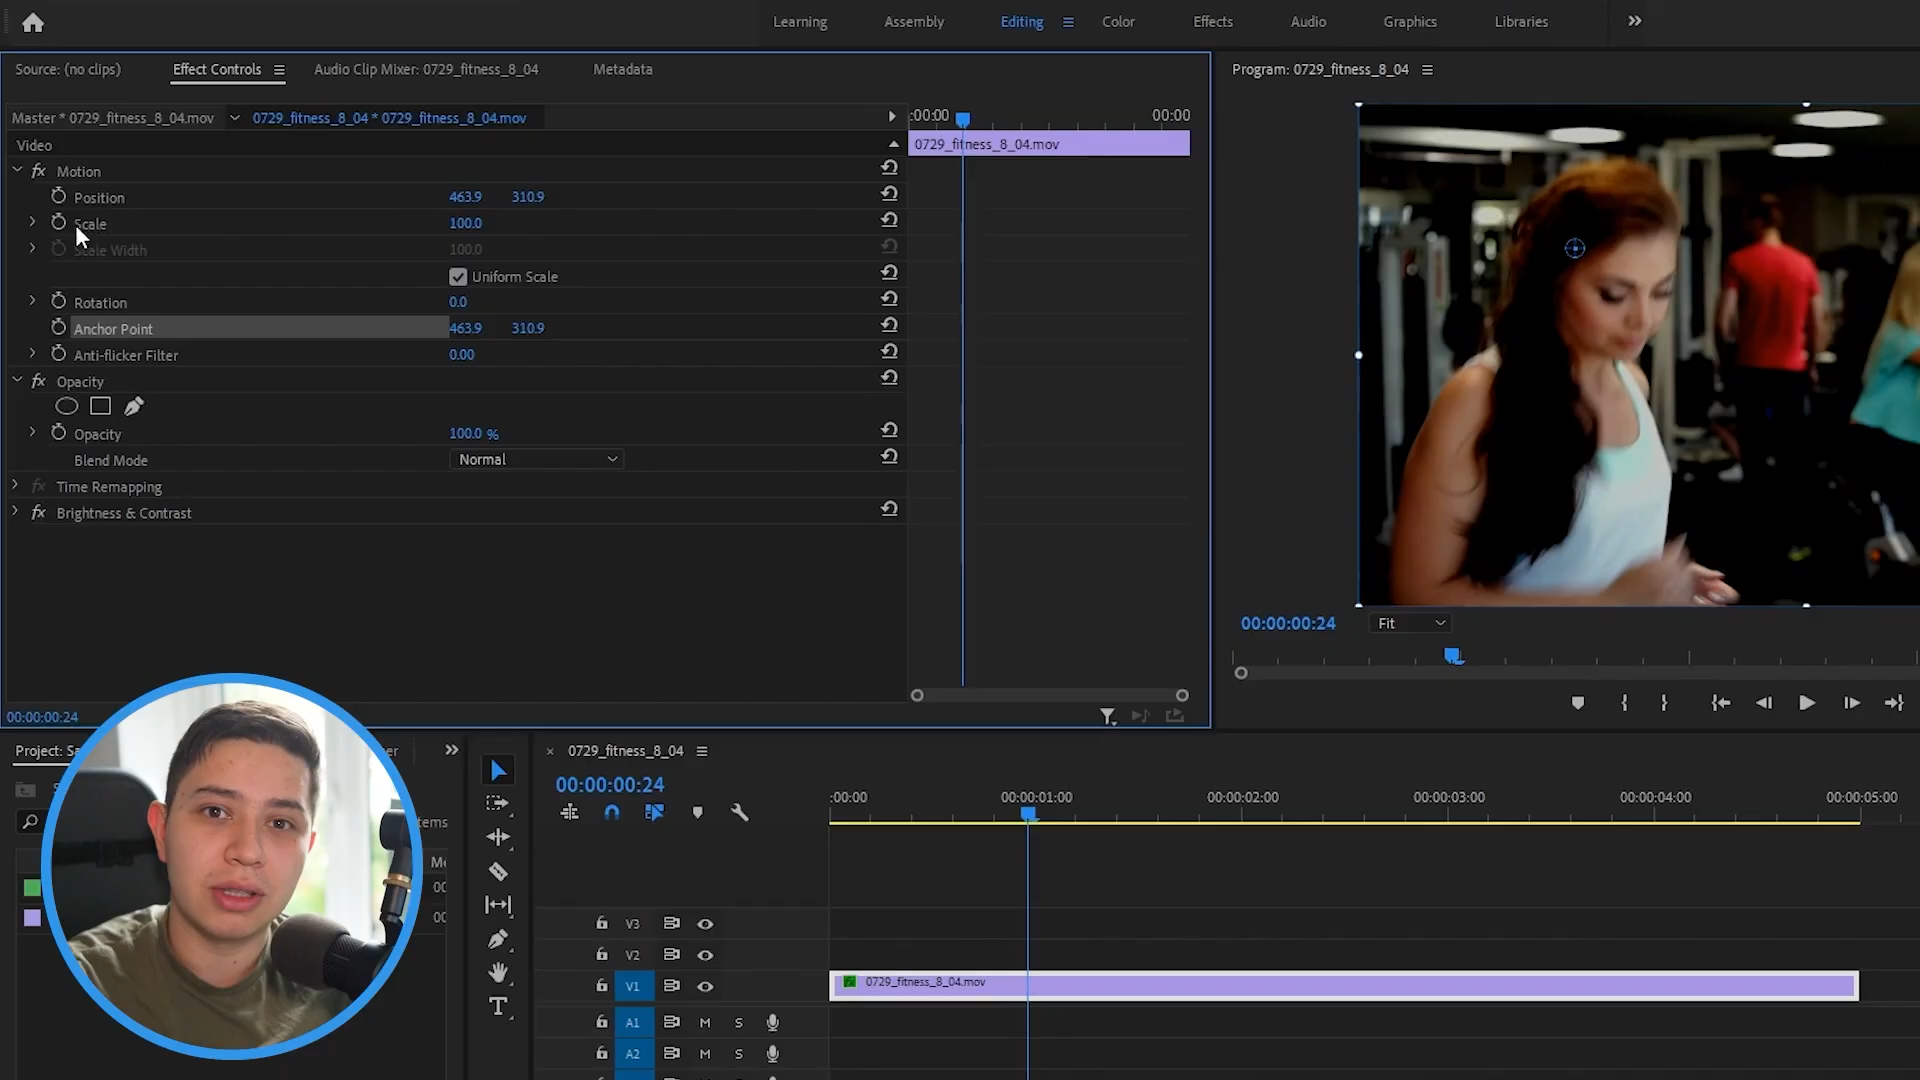 Learning Assembly Editing Color Effects Audio Graphics Libraries
Source: (no clips) Effect Controls Audio Clip Mixer: 0729_fitness_8_04 Metadata
Program: 0729_fitness_8_04
Master * 0729_fitness_8_04.mov 0729_fitness_8_04 * 0729_fitness_8_04.mov
:00:00 00:00
Video
0729_fitness_8_04.mov
fx Motion
Position 463.9 310.9
Scale 100.0
Scale Width 100.0
Uniform Scale
Rotation 0.0
Anchor Point 463.9 310.9
Anti-flicker Filter 0.00
fx Opacity
Opacity 100.0 %
Blend Mode Normal
fx Time Remapping
fx Brightness & Contrast
00:00:00:24 Fit
00:00:00:24
Project: Sa
0729_fitness_8_04
00:00:00:24
:00:00 00:00:01:00 00:00:02:00 00:00:03:00 00:00:04:00 00:00:05:00
V3
V2
V1
0729_fitness_8_04.mov
A1 M S
A2 M S